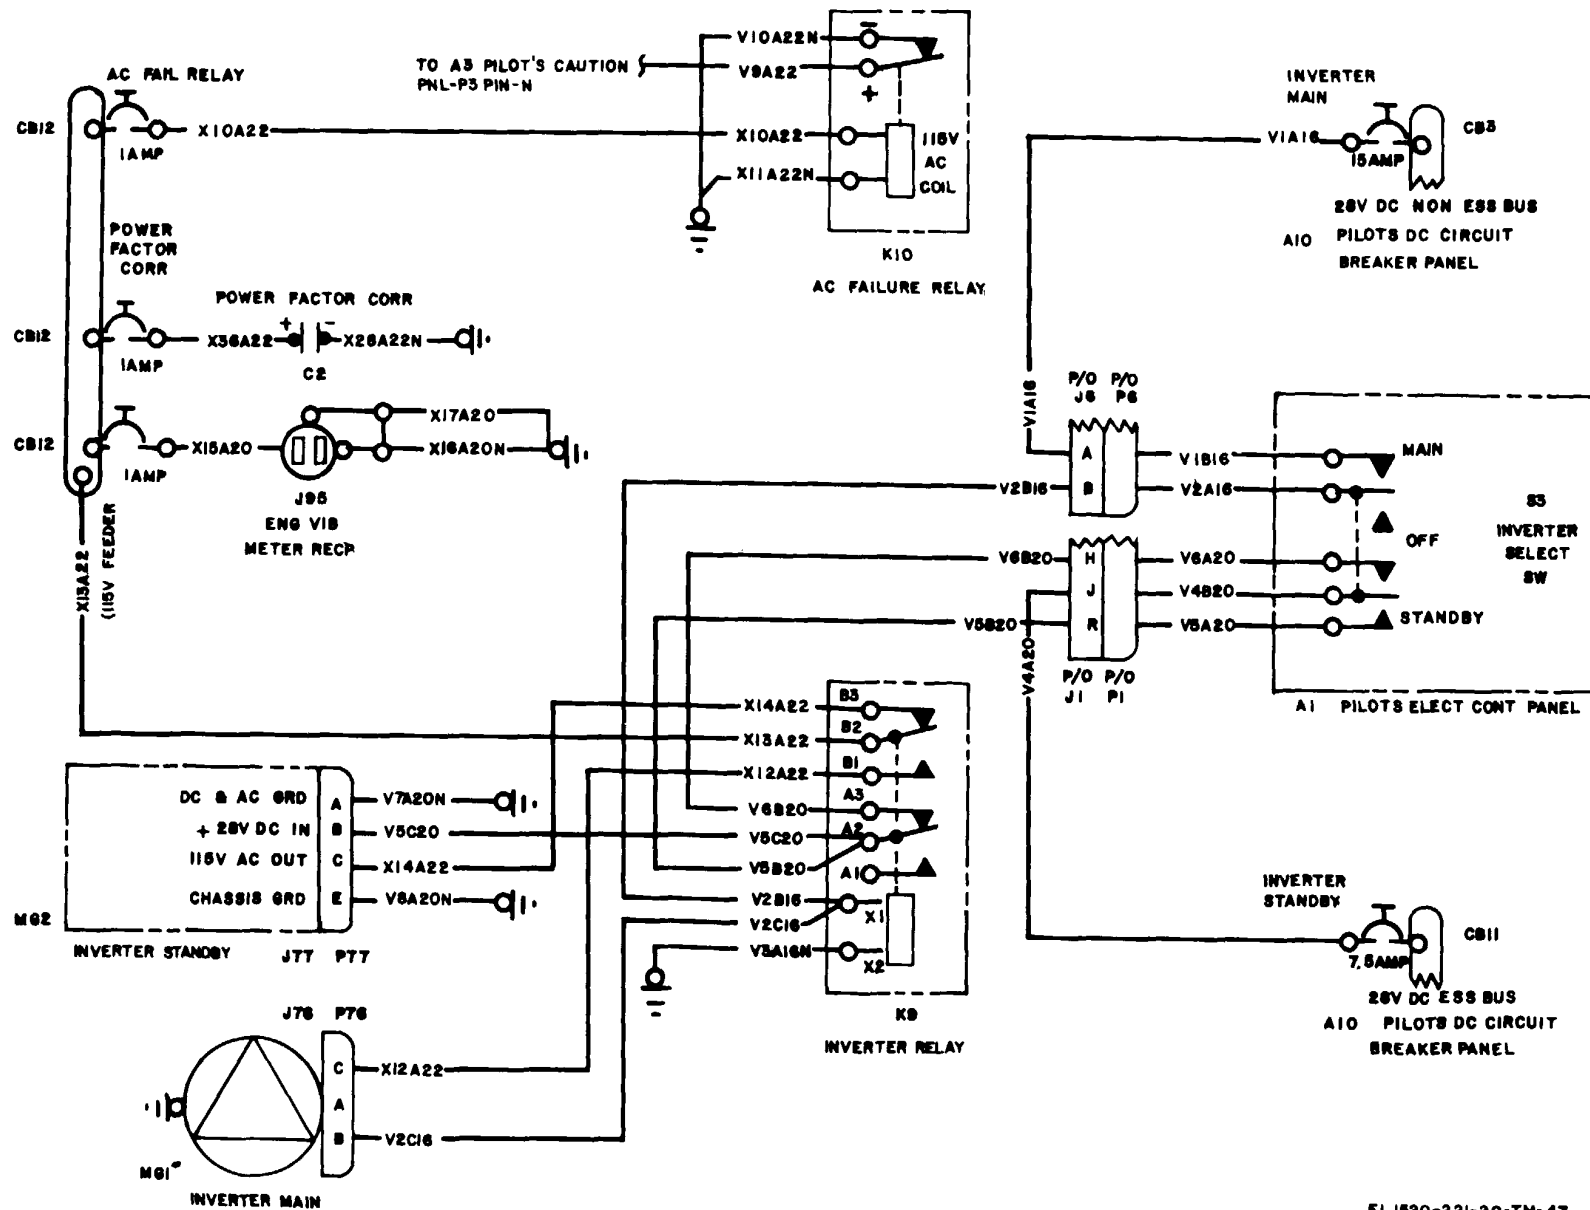 AC FAIL RELAY
CB12
1AMP
X10A22
TO A3 PILOT'S CAUTION
PNL-P3 PIN-N
V10A22N
V9A22
X10A22
X11A22N
−
+
115V
AC
COIL
K10
AC FAILURE RELAY
INVERTER
MAIN
V1A16
15AMP
CB3
28V DC NON ESS BUS
A10 PILOTS DC CIRCUIT
BREAKER PANEL
POWER
FACTOR
CORR
CB12
1AMP
POWER FACTOR CORR
X36A22
+
-
X26A22N
C2
CB12
1AMP
X15A20
X17A20
X16A20N
J95
ENG VIB
METER RECP
X13A22
(115V FEEDER
V1A16
P/O P/O
J6 P6
A
B
V2B16
V1B16
V2A16
MAIN
OFF
STANDBY
S3
INVERTER
SELECT
SW
V6B20
H
V6A20
J
V4B20
V5B20
R
V5A20
V4A20
P/O P/O
J1 P1
A1 PILOTS ELECT CONT PANEL
X14A22
B3
X13A22
B2
X12A22
B1
V6B20
A3
V5C20
A2
V5B20
A1
V2B16
X1
V2C16
V3A16N
X2
K9
INVERTER RELAY
DC & AC GRD
A
V7A20N
+ 28V DC IN
B
V5C20
115V AC OUT
C
X14A22
CHASSIS GRD
E
V8A20N
MG2
INVERTER STANDBY
J77 P77
J76 P76
C
X12A22
A
B
V2C16
MG1
INVERTER MAIN
INVERTER
STANDBY
7.5AMP
CB11
28V DC ESS BUS
A10 PILOTS DC CIRCUIT
BREAKER PANEL